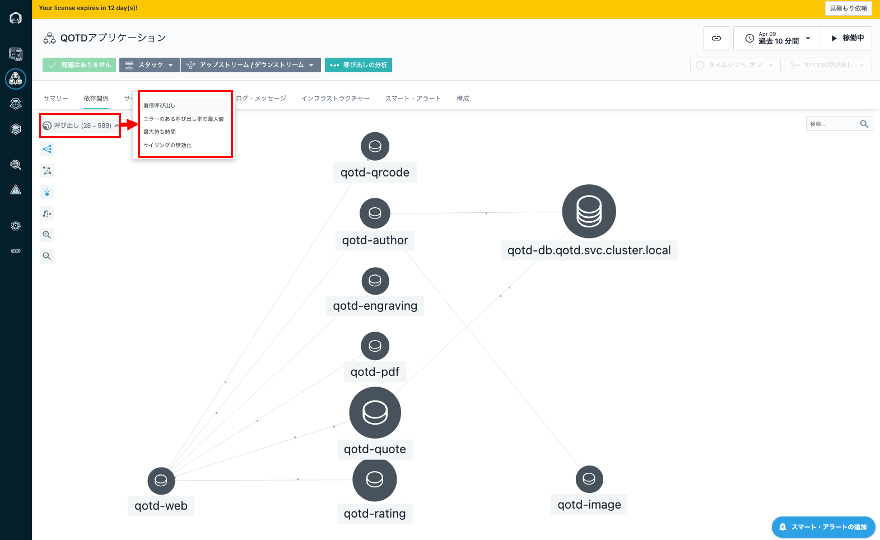 Your license expires in 12 day(s)!
見積もり依頼
QOTDアプリケーション
Apr 09
過去 10 分間
稼働中
問題はありません
スタック
アップストリーム / ダウンストリーム
呼び出しの分析
タイムシフト オフ
すべての呼び出し
サマリー
依存関係
ログ・メッセージ
インフラストラクチャー
スマート・アラート
構成
呼び出し (28 – 589)
着信呼び出し
エラーのある呼び出し率の最大値
最大待ち時間
サイジングの無効化
検索...
qotd-qrcode
qotd-author
qotd-db.qotd.svc.cluster.local
qotd-engraving
qotd-pdf
qotd-quote
qotd-web
qotd-rating
qotd-image
スマート・アラートの追加